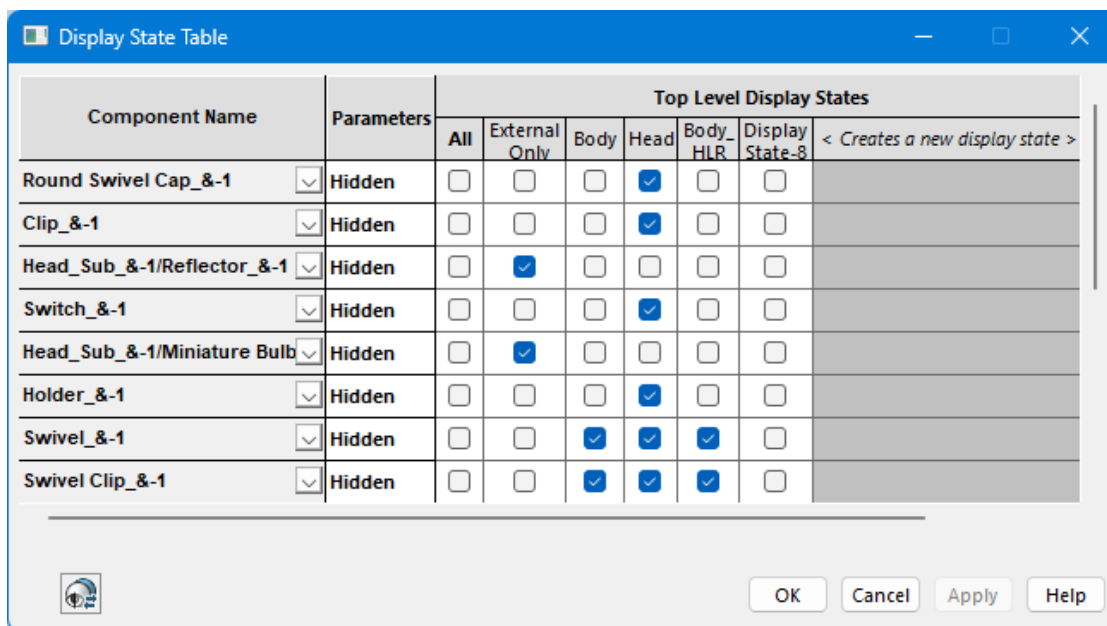 Display State Table
Component Name Parameters Top Level Display States
All External Only Body Head Body_HLR Display State-8 < Creates a new display state >
Round Swivel Cap_&-1 Hidden
Clip_&-1 Hidden
Head_Sub_&-1/Reflector_&-1 Hidden
Switch_&-1 Hidden
Head_Sub_&-1/Miniature Bulb Hidden
Holder_&-1 Hidden
Swivel_&-1 Hidden
Swivel Clip_&-1 Hidden
OK Cancel Apply Help